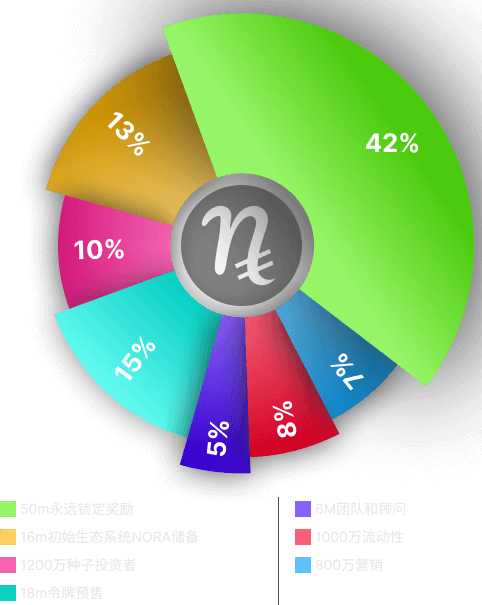 42%
13%
10%
15%
5%
8%
7%
50m永远锁定奖励
16m初始生态系统NORA储备
1200万种子投资者
18m令牌预售
6M团队和顾问
1000万流动性
800万营销